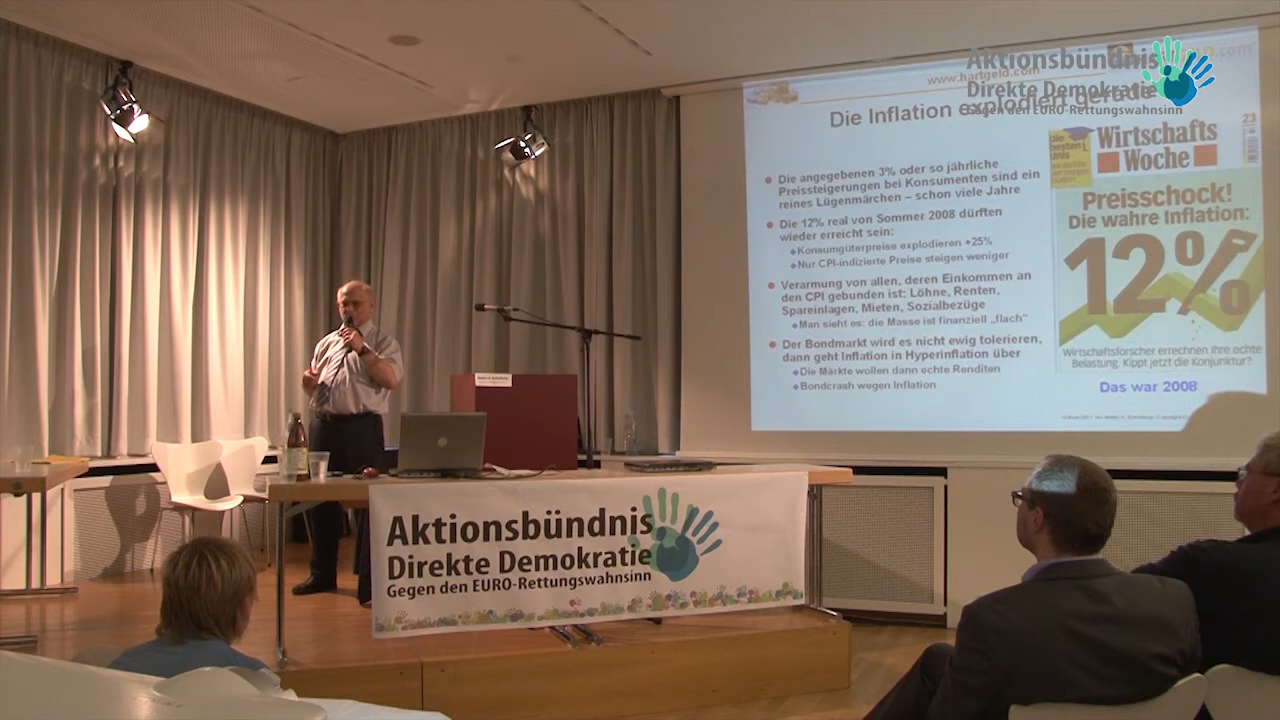 Aktionsbündnis
Direkte Demokratie
Gegen den EURO-Rettungswahnsinn
www.hartgeld.com
Die Inflation explodiert gerade
Die angegebenen 3% oder so jährliche
Preissteigerungen bei Konsumenten sind ein
reines Lügenmärchen – schon viele Jahre
Die 12% real von Sommer 2008 dürften
wieder erreicht sein:
Konsumgüterpreise explodieren +25%
Nur CPI-indizierte Preise steigen weniger
Verarmung von allen, deren Einkommen an
den CPI gebunden ist: Löhne, Renten,
Spareinlagen, Mieten, Sozialbezüge
Man sieht es: die Masse ist finanziell „flach“
Der Bondmarkt wird es nicht ewig tolerieren,
dann geht Inflation in Hyperinflation über
Die Märkte wollen dann echte Renditen
Bondcrash wegen Inflation
23
Wirtschafts
Woche
Preisschock!
Die wahre Inflation:
12%
Wirtschaftsforscher errechnen ihre echte
Belastung. Kippt jetzt die Konjunktur?
Das war 2008
Aktionsbündnis
Direkte Demokratie
Gegen den EURO-Rettungswahnsinn